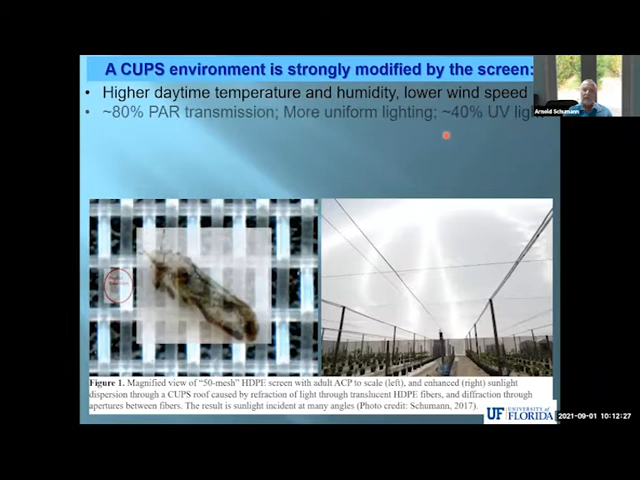 A CUPS environment is strongly modified by the screen:
• Higher daytime temperature and humidity, lower wind speed
• ~80% PAR transmission; More uniform lighting; ~40% UV ligh
Arnold Schumann
Figure 1. Magnified view of "50-mesh" HDPE screen with adult ACP to scale (left), and enhanced (right) sunlight
dispersion through a CUPS roof caused by refraction of light through translucent HDPE fibers, and diffraction through
apertures between fibers. The result is sunlight incident at many angles (Photo credit: Schumann, 2017).
UF UNIVERSITY of
FLORIDA
2021-09-01 10:12:27